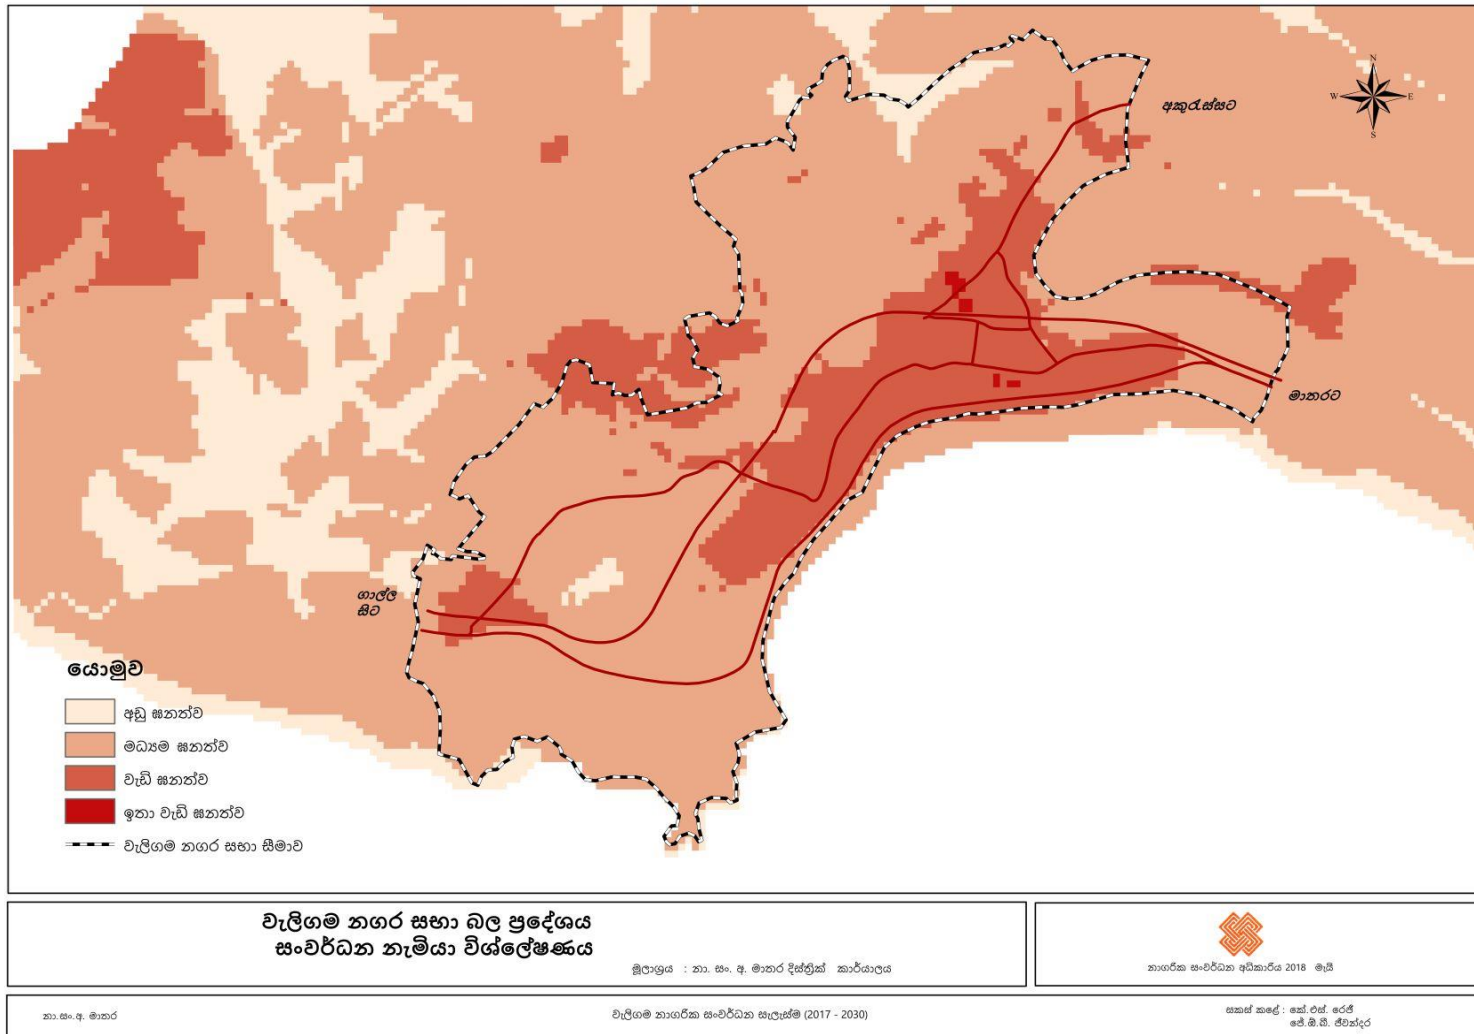 N
W
E
S
අකුරැස්සට
මාතරට
ගාල්ල
සිට
යොමුව
අඩු ඝනත්ව
මධ්‍යම ඝනත්ව
වැඩි ඝනත්ව
ඉතා වැඩි ඝනත්ව
වැලිගම නගර සභා සීමාව
වැලිගම නගර සභා බල ප්‍රදේශය
සංවර්ධන නැමියා විශ්ලේෂණය
මූලාශ්‍රය : නා. සං. අ. මාතර දිස්ත්‍රික් කාර්යාලය
නාගරික සංවර්ධන අධිකාරිය 2018 මැයි
නා.සං.අ. මාතර
වැලිගම නාගරික සංවර්ධන සැලැස්ම (2017 - 2030)
සකස් කළේ : කේ.එස්. රෙජී
ජේ.ඕ.බී. ජීවන්දර